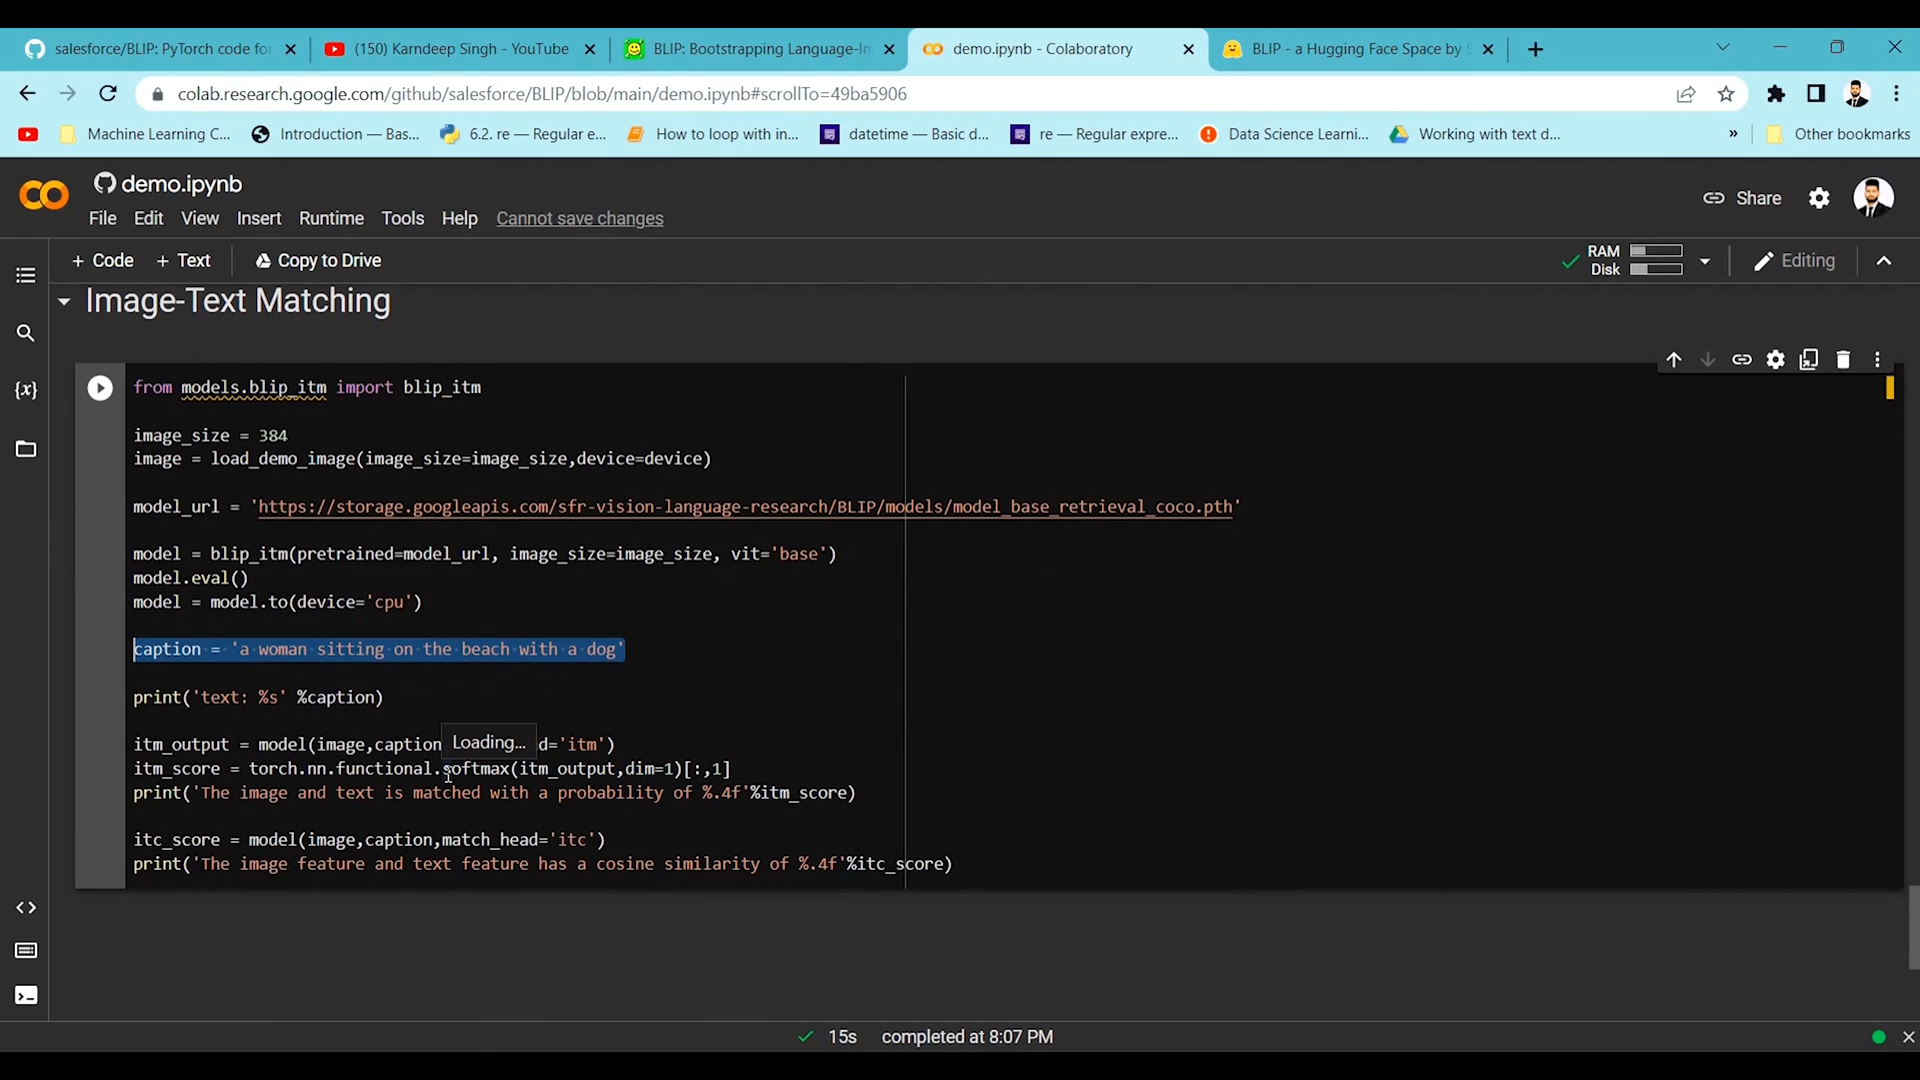 salesforce/BLIP: PyTorch code for
(150) Karndeep Singh - YouTube
BLIP: Bootstrapping Language-Im
demo.ipynb - Colaboratory
BLIP - a Hugging Face Space by S
colab.research.google.com/github/salesforce/BLIP/blob/main/demo.ipynb#scrollTo=49ba5906
Machine Learning C...
Introduction — Bas...
6.2. re — Regular e...
How to loop with in...
datetime — Basic d...
re — Regular expre...
Data Science Learni...
Working with text d...
»
Other bookmarks
demo.ipynb
Share
File Edit View Insert Runtime Tools Help Cannot save changes
+ Code + Text Copy to Drive
RAM
Disk
Editing
Image-Text Matching
from models.blip_itm import blip_itm
image_size = 384
image = load_demo_image(image_size=image_size,device=device)
model_url = 'https://storage.googleapis.com/sfr-vision-language-research/BLIP/models/model_base_retrieval_coco.pth'
model = blip_itm(pretrained=model_url, image_size=image_size, vit='base')
model.eval()
model = model.to(device='cpu')
caption = 'a woman sitting on the beach with a dog'
print('text: %s' %caption)
itm_output = model(image,caption Loading... d='itm')
itm_score = torch.nn.functional.softmax(itm_output,dim=1)[:,1]
print('The image and text is matched with a probability of %.4f'%itm_score)
itc_score = model(image,caption,match_head='itc')
print('The image feature and text feature has a cosine similarity of %.4f'%itc_score)
15s completed at 8:07 PM